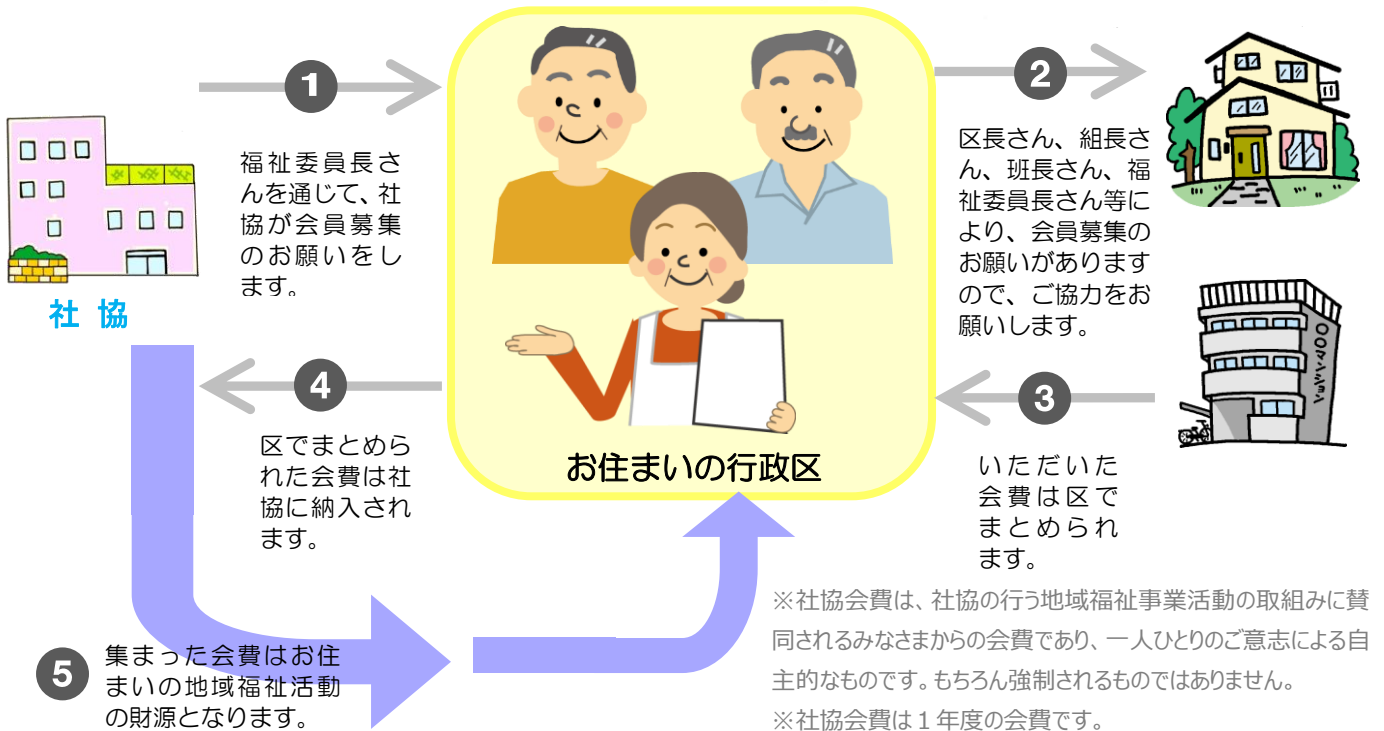 1
福祉委員長さ
んを通じて、社
協が会員募集
のお願いをし
ます。
2
区長さん、組長さ
ん、班長さん、福
祉委員長さん等に
より、会員募集の
お願いがあります
ので、ご協力をお
願いします。
社 協
○○マンション
お住まいの行政区
3
いただいた
会費は区で
まとめられ
ます。
4
区でまとめら
れた会費は社
協に納入され
ます。
5
集まった会費はお住
まいの地域福祉活動
の財源となります。
※社協会費は、社協の行う地域福祉事業活動の取組みに賛
同されるみなさまからの会費であり、一人ひとりのご意志による自
主的なものです。もちろん強制されるものではありません。
※社協会費は１年度の会費です。